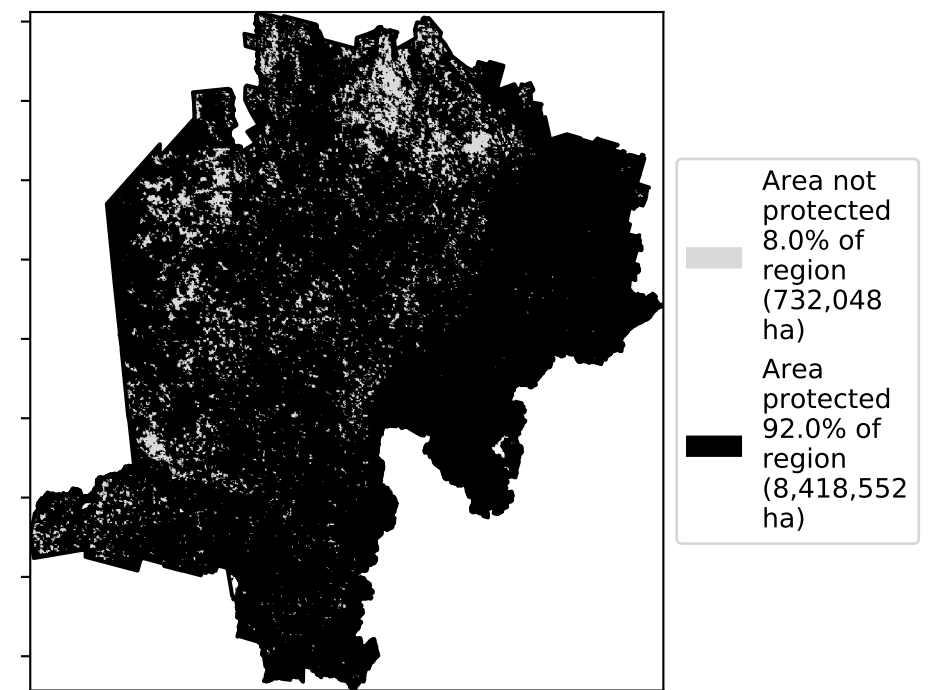 Area not
protected
8.0% of
region
(732,048
ha)
Area
protected
92.0% of
region
(8,418,552
ha)